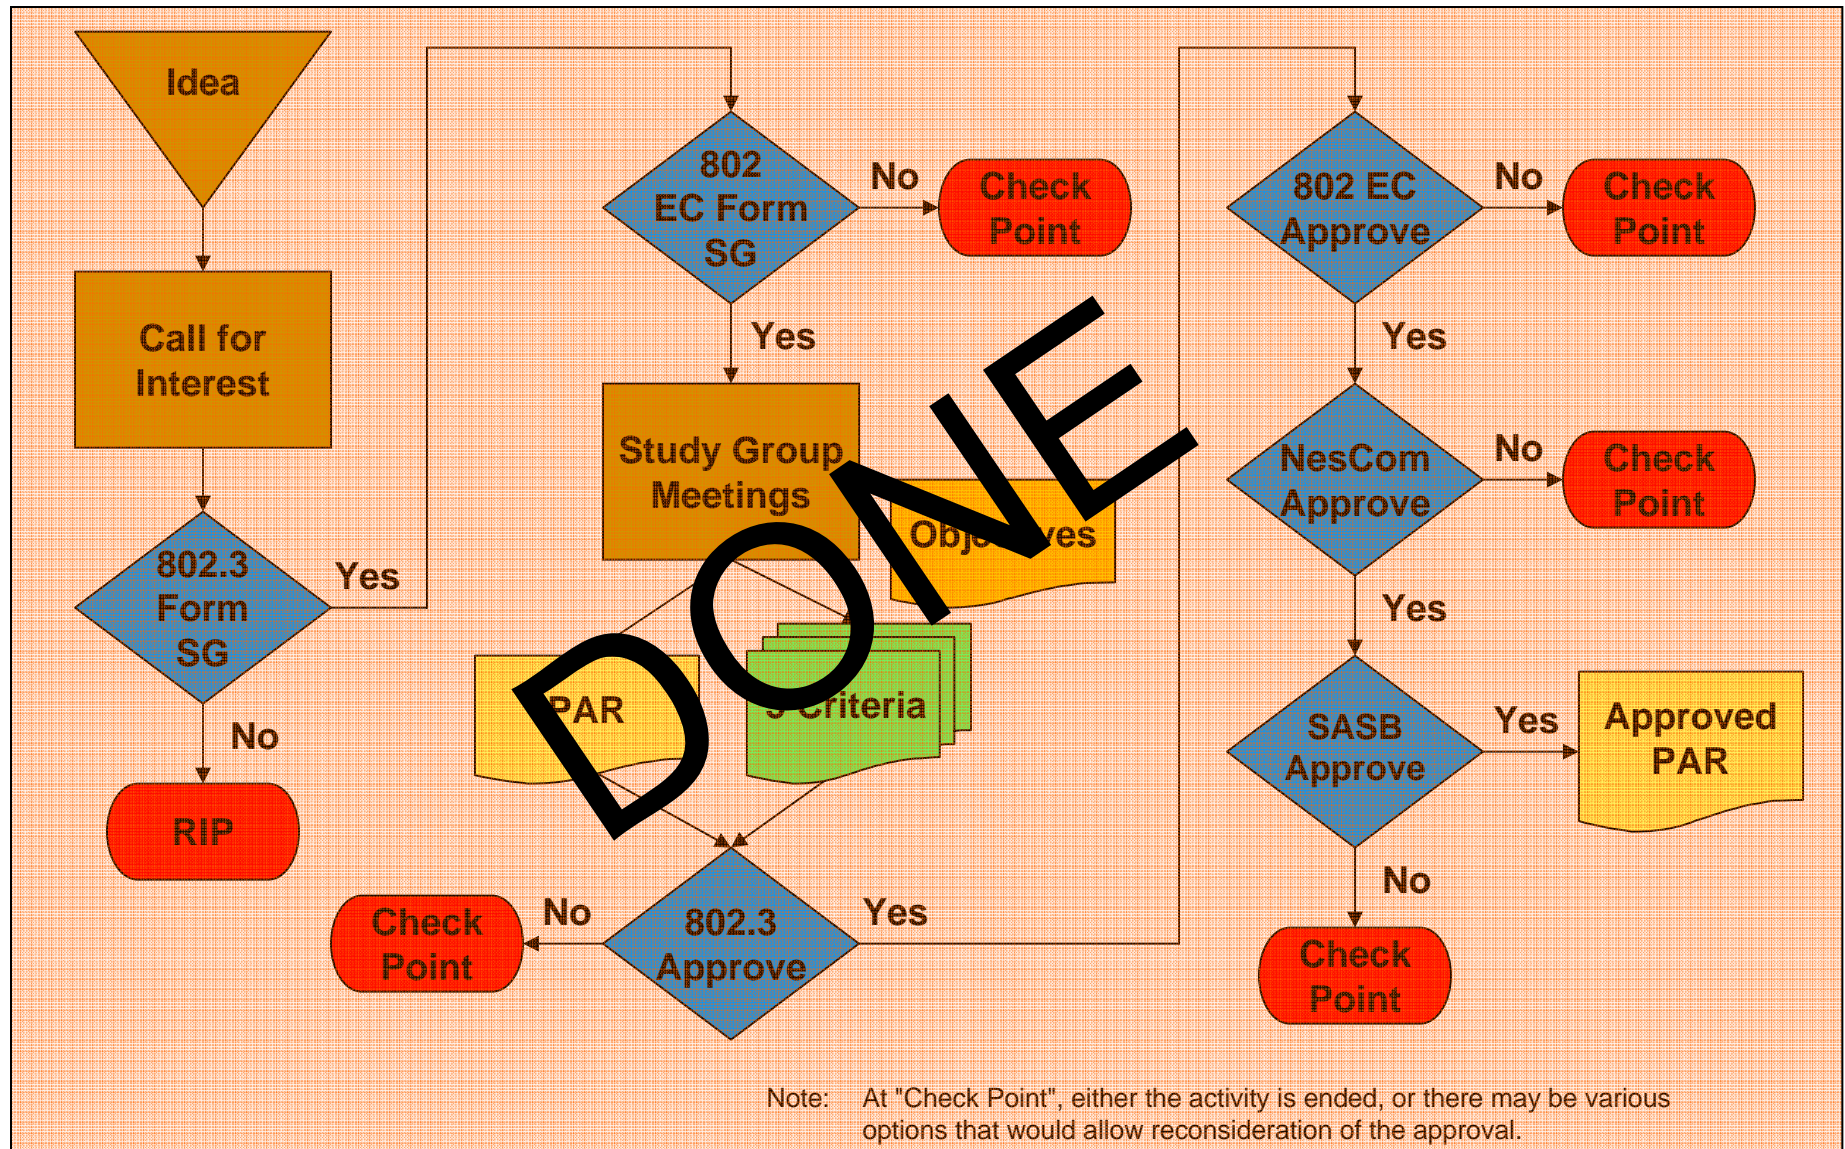 Idea
Call for
Interest
802.3
Form
SG
Yes
No
RIP
802
EC Form
SG
No
Check
Point
Yes
Study Group
Meetings
Objectives
PAR
5 Criteria
802.3
Approve
No
Check
Point
Yes
802 EC
Approve
No
Check
Point
Yes
NesCom
Approve
No
Check
Point
Yes
SASB
Approve
Yes
Approved
PAR
No
Check
Point
DONE
Note: At "Check Point", either the activity is ended, or there may be various
options that would allow reconsideration of the approval.